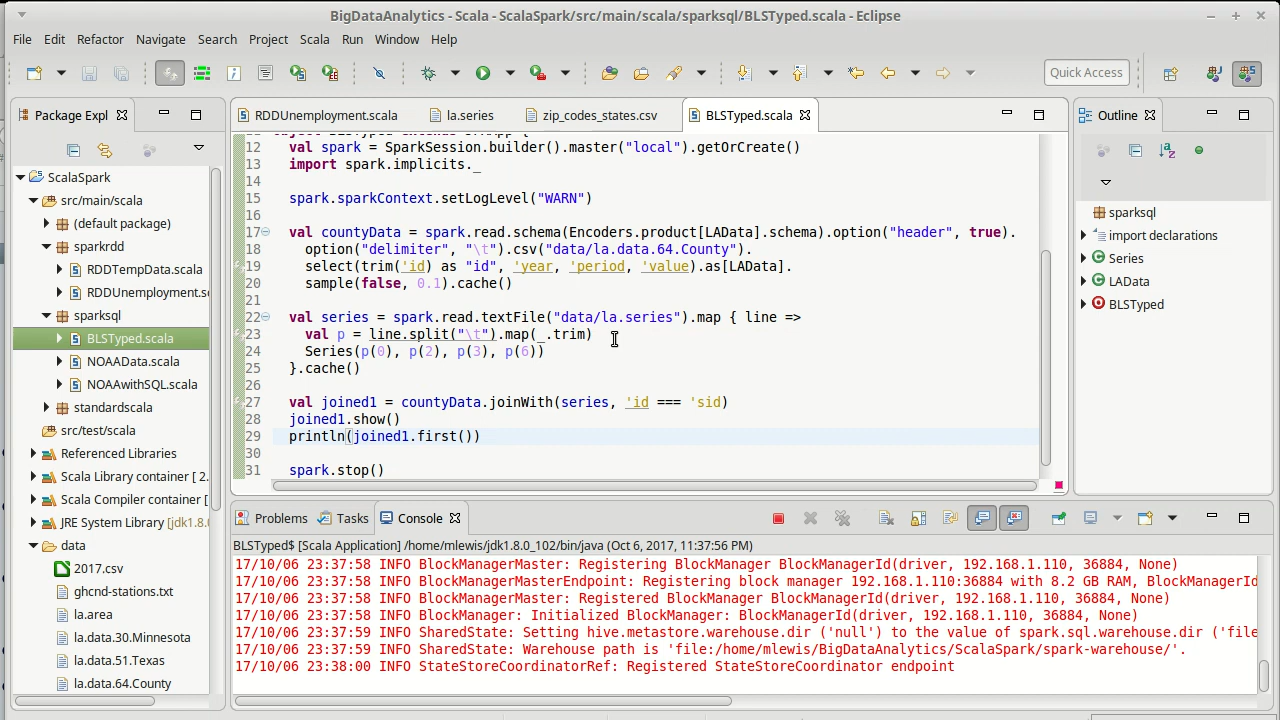 BigDataAnalytics - Scala - ScalaSpark/src/main/scala/sparksql/BLSTyped.scala - Eclipse
File Edit Refactor Navigate Search Project Scala Run Window Help
Quick Access
Package Expl
RDDUnemployment.scala
la.series
zip_codes_states.csv
BLSTyped.scala
Outline
ScalaSpark
src/main/scala
(default package)
sparkrdd
RDDTempData.scala
RDDUnemployment.s
sparksql
BLSTyped.scala
NOAAData.scala
NOAAwithSQL.scala
standardscala
src/test/scala
Referenced Libraries
Scala Library container [ 2.
Scala Compiler container [
JRE System Library [jdk1.8.0
data
2017.csv
ghcnd-stations.txt
la.area
la.data.30.Minnesota
la.data.51.Texas
la.data.64.County
12 val spark = SparkSession.builder().master("local").getOrCreate()
13 import spark.implicits._
14
15 spark.sparkContext.setLogLevel("WARN")
16
17 val countyData = spark.read.schema(Encoders.product[LAData].schema).option("header", true).
18 option("delimiter", "\t").csv("data/la.data.64.County").
19 select(trim('id) as "id", 'year, 'period, 'value).as[LAData].
20 sample(false, 0.1).cache()
21
22 val series = spark.read.textFile("data/la.series").map { line =>
23 val p = line.split("\t").map(_.trim)
24 Series(p(0), p(2), p(3), p(6))
25 }.cache()
26
27 val joined1 = countyData.joinWith(series, 'id === 'sid)
28 joined1.show()
29 println(joined1.first())
30
31 spark.stop()
sparksql
import declarations
Series
LAData
BLSTyped
Problems Tasks Console
BLSTyped$ [Scala Application] /home/mlewis/jdk1.8.0_102/bin/java (Oct 6, 2017, 11:37:56 PM)
17/10/06 23:37:58 INFO BlockManagerMaster: Registering BlockManager BlockManagerId(driver, 192.168.1.110, 36884, None)
17/10/06 23:37:58 INFO BlockManagerMasterEndpoint: Registering block manager 192.168.1.110:36884 with 8.2 GB RAM, BlockManagerId
17/10/06 23:37:58 INFO BlockManagerMaster: Registered BlockManager BlockManagerId(driver, 192.168.1.110, 36884, None)
17/10/06 23:37:58 INFO BlockManager: Initialized BlockManager: BlockManagerId(driver, 192.168.1.110, 36884, None)
17/10/06 23:37:59 INFO SharedState: Setting hive.metastore.warehouse.dir ('null') to the value of spark.sql.warehouse.dir ('file
17/10/06 23:37:59 INFO SharedState: Warehouse path is 'file:/home/mlewis/BigDataAnalytics/ScalaSpark/spark-warehouse/'.
17/10/06 23:38:00 INFO StateStoreCoordinatorRef: Registered StateStoreCoordinator endpoint